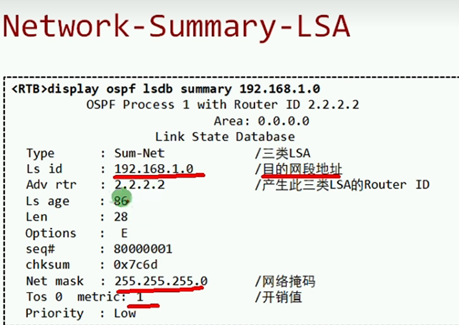 Network-Summary-LSA
<RTB>display ospf lsdb summary 192.168.1.0
OSPF Process 1 with Router ID 2.2.2.2
Area: 0.0.0.0
Link State Database
Type : Sum-Net /三类LSA
Ls id : 192.168.1.0 /目的网段地址
Adv rtr : 2.2.2.2 /产生此三类LSA的Router ID
Ls age : 86
Len : 28
Options : E
seq# : 80000001
chksum : 0x7c6d
Net mask : 255.255.255.0 /网络掩码
Tos 0 metric: 1 /开销值
Priority : Low